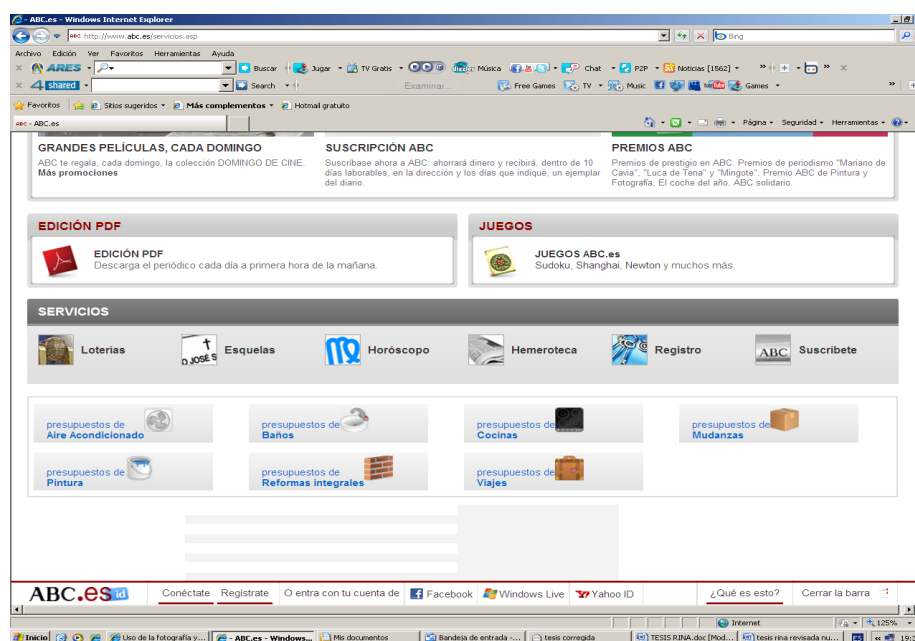 - ABC.es - Windows Internet Explorer
ABC http://www.abc.es/servicios.asp
Bing
Archivo Edición Ver Favoritos Herramientas Ayuda
ARES Buscar Jugar TV Gratis Música Chat P2P Noticias [1562]
4 shared Search Examinar... Free Games TV Music Games
Favoritos Sitios sugeridos Más complementos Hotmail gratuito
ABC - ABC.es
Página Seguridad Herramientas
GRANDES PELÍCULAS, CADA DOMINGO
ABC te regala, cada domingo, la colección DOMINGO DE CINE.
Más promociones
SUSCRIPCIÓN ABC
Suscríbase ahora a ABC: ahorrará dinero y recibirá, dentro de 10
días laborables, en la dirección y los días que indique, un ejemplar
del diario.
PREMIOS ABC
Premios de prestigio en ABC. Premios de periodismo "Mariano de
Cavia", "Luca de Tena" y "Mingote". Premio ABC de Pintura y
Fotografía. El coche del año. ABC solidario.
EDICIÓN PDF
EDICIÓN PDF
Descarga el periódico cada día a primera hora de la mañana.
JUEGOS
JUEGOS ABC.es
Sudoku, Shanghai, Newton y muchos más.
SERVICIOS
Loterias
D JOSÉ S
Esquelas
Horóscopo
Hemeroteca
Registro
ABC
Suscribete
presupuestos de
Aire Acondicionado
presupuestos de
Baños
presupuestos de
Cocinas
presupuestos de
Mudanzas
presupuestos de
Pintura
presupuestos de
Reformas integrales
presupuestos de
Viajes
ABC.es id Conéctate Regístrate O entra con tu cuenta de Facebook Windows Live Yahoo ID ¿Qué es esto? Cerrar la barra
Internet 125%
Inicio Uso de la fotografía y... - ABC.es - Windows... Mis documentos Bandeja de entrada -... tesis corregida TESIS RINA.doc [Mod... tesis rina revisada nu... ES